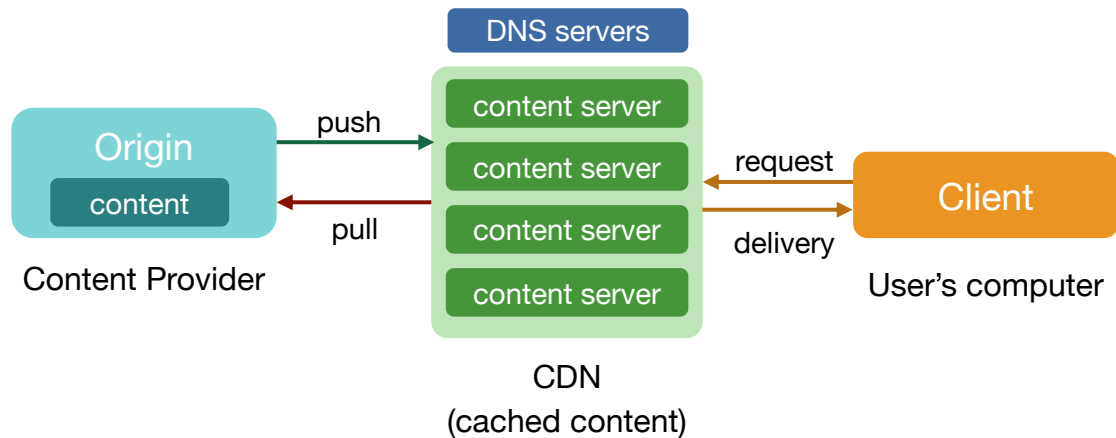 DNS servers
content server
content server
content server
content server
Origin
content
Content Provider
push
pull
request
delivery
Client
User’s computer
CDN
(cached content)